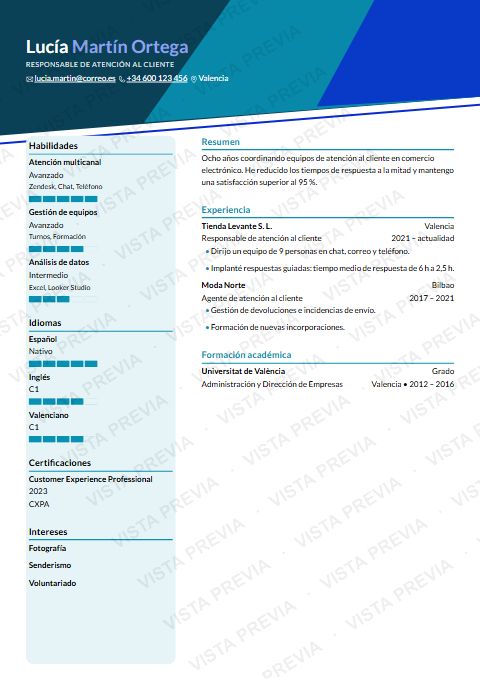 Lucía Martín Ortega
RESPONSABLE DE ATENCIÓN AL CLIENTE
lucia.martin@correo.es +34 600 123 456 Valencia
Habilidades
Atención multicanal
Avanzado
Zendesk, Chat, Teléfono
Gestión de equipos
Avanzado
Turnos, Formación
Análisis de datos
Intermedio
Excel, Looker Studio
Idiomas
Español
Nativo
Inglés
C1
Valenciano
C1
Certificaciones
Customer Experience Professional
2023
CXPA
Intereses
Fotografía
Senderismo
Voluntariado
Resumen
Ocho años coordinando equipos de atención al cliente en comercio
electrónico. He reducido los tiempos de respuesta a la mitad y mantengo
una satisfacción superior al 95 %.
Experiencia
Tienda Levante S. L. Valencia
Responsable de atención al cliente 2021 – actualidad
• Dirijo un equipo de 9 personas en chat, correo y teléfono.
• Implanté respuestas guiadas: tiempo medio de respuesta de 6 h a 2,5 h.
Moda Norte Bilbao
Agente de atención al cliente 2017 – 2021
• Gestión de devoluciones e incidencias de envío.
• Formación de nuevas incorporaciones.
Formación académica
Universitat de València Grado
Administración y Dirección de Empresas Valencia • 2012 – 2016
VISTA PREVIA · VISTA PREVIA · VISTA PREVIA